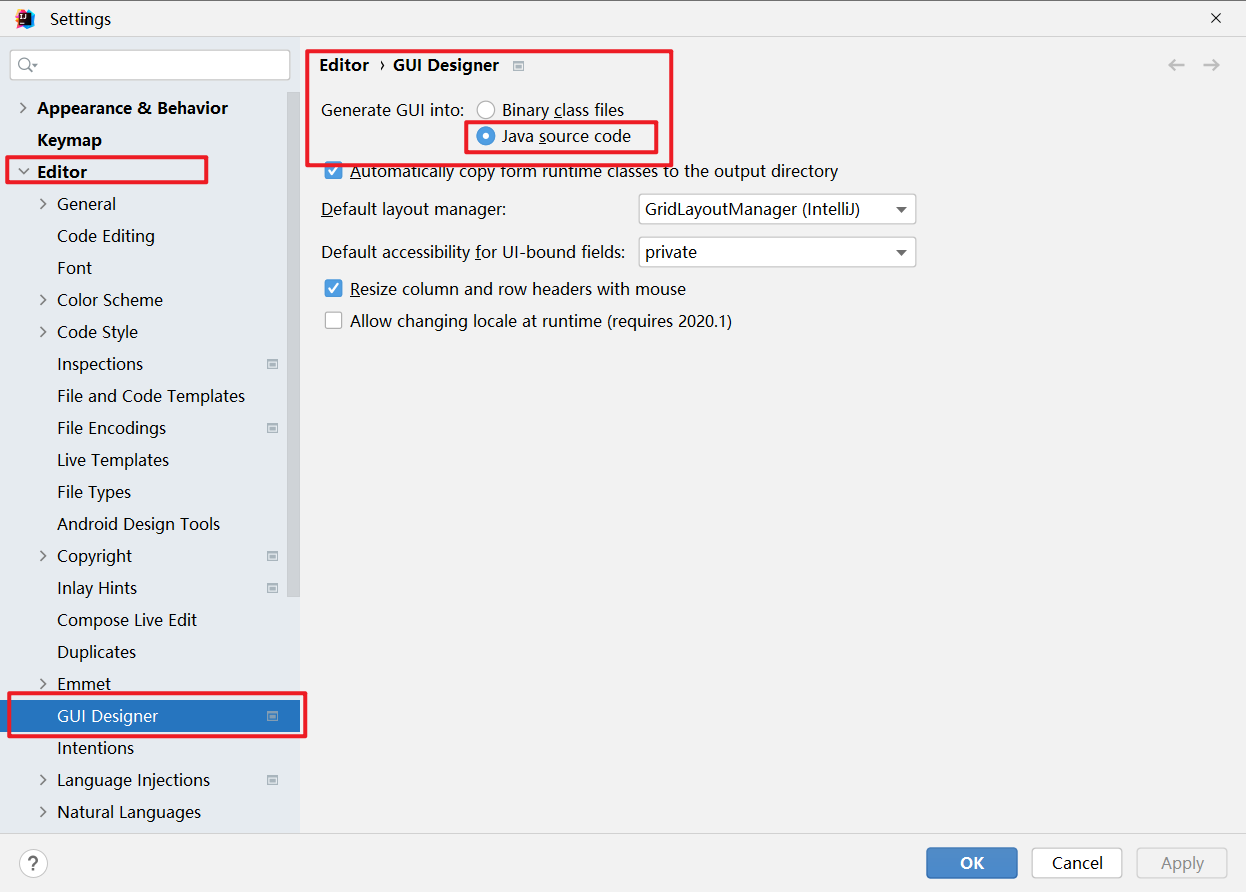 Settings
Appearance & Behavior
Keymap
Editor
General
Code Editing
Font
Color Scheme
Code Style
Inspections
File and Code Templates
File Encodings
Live Templates
File Types
Android Design Tools
Copyright
Inlay Hints
Compose Live Edit
Duplicates
Emmet
GUI Designer
Intentions
Language Injections
Natural Languages
Editor › GUI Designer
Generate GUI into: Binary class files
Java source code
Automatically copy form runtime classes to the output directory
Default layout manager: GridLayoutManager (IntelliJ)
Default accessibility for UI-bound fields: private
Resize column and row headers with mouse
Allow changing locale at runtime (requires 2020.1)
? OK Cancel Apply